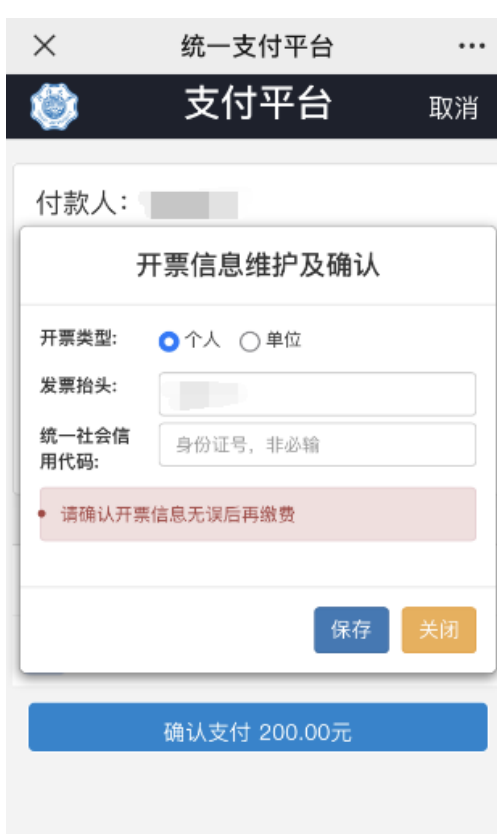 统一支付平台
支付平台
取消
付款人:
开票信息维护及确认
开票类型:
个人
单位
发票抬头:
统一社会信
用代码:
身份证号，非必输
请确认开票信息无误后再缴费
保存
关闭
确认支付 200.00元